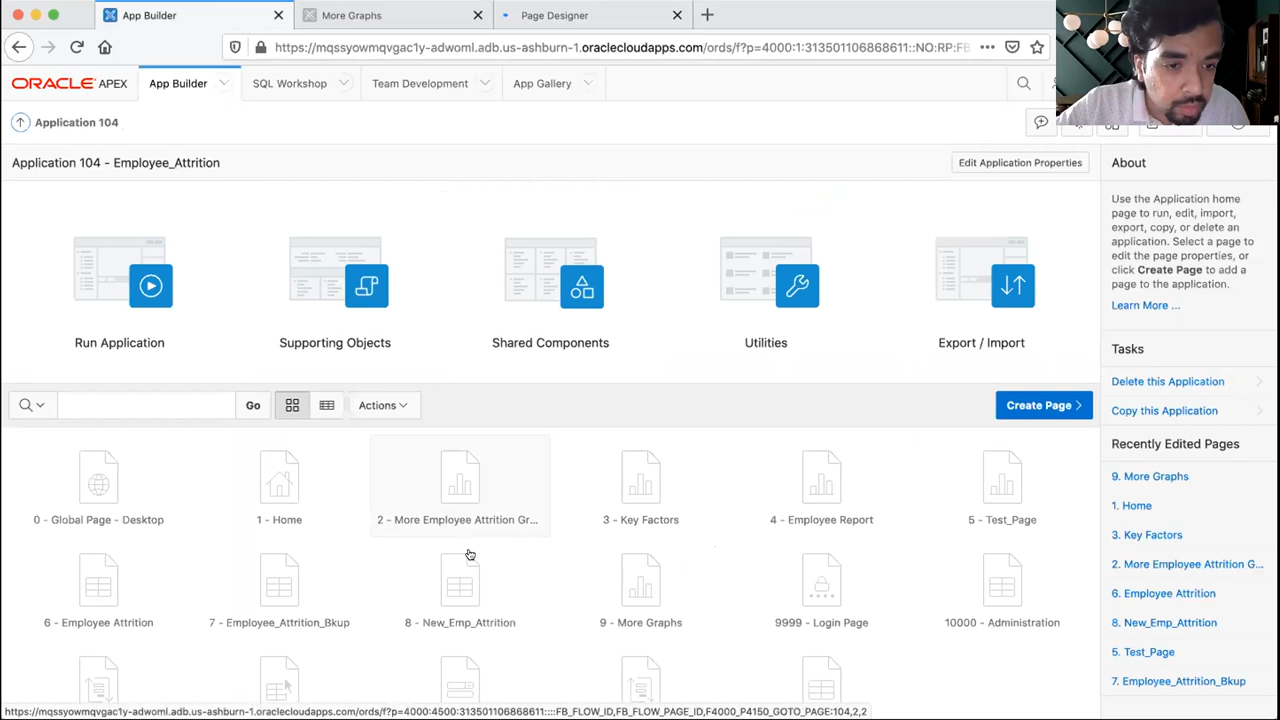 App Builder
More Graphs
Page Designer
https://mqssyowmqvgac1y-adwoml.adb.us-ashburn-1.oraclecloudapps.com/ords/f?p=4000:1:313501106868611::NO:RP:FB
ORACLE APEX
App Builder
SQL Workshop
Team Development
App Gallery
Application 104
Application 104 - Employee_Attrition
Edit Application Properties
Run Application
Supporting Objects
Shared Components
Utilities
Export / Import
Go
Actions
Create Page
0 - Global Page - Desktop
1 - Home
2 - More Employee Attrition Gr...
3 - Key Factors
4 - Employee Report
5 - Test_Page
6 - Employee Attrition
7 - Employee_Attrition_Bkup
8 - New_Emp_Attrition
9 - More Graphs
9999 - Login Page
10000 - Administration
About
Use the Application home
page to run, edit, import,
export, copy, or delete an
application. Select a page to
edit the page properties, or
click Create Page to add a
page to the application.
Learn More ...
Tasks
Delete this Application
Copy this Application
Recently Edited Pages
9. More Graphs
1. Home
3. Key Factors
2. More Employee Attrition G...
6. Employee Attrition
8. New_Emp_Attrition
5. Test_Page
7. Employee_Attrition_Bkup
https://mqssyowmqvgac1y-adwoml.adb.us-ashburn-1.oraclecloudapps.com/ords/f?p=4000:4500:313501106868611::::FB_FLOW_ID,FB_FLOW_PAGE_ID,F4000_P4150_GOTO_PAGE:104,2,2